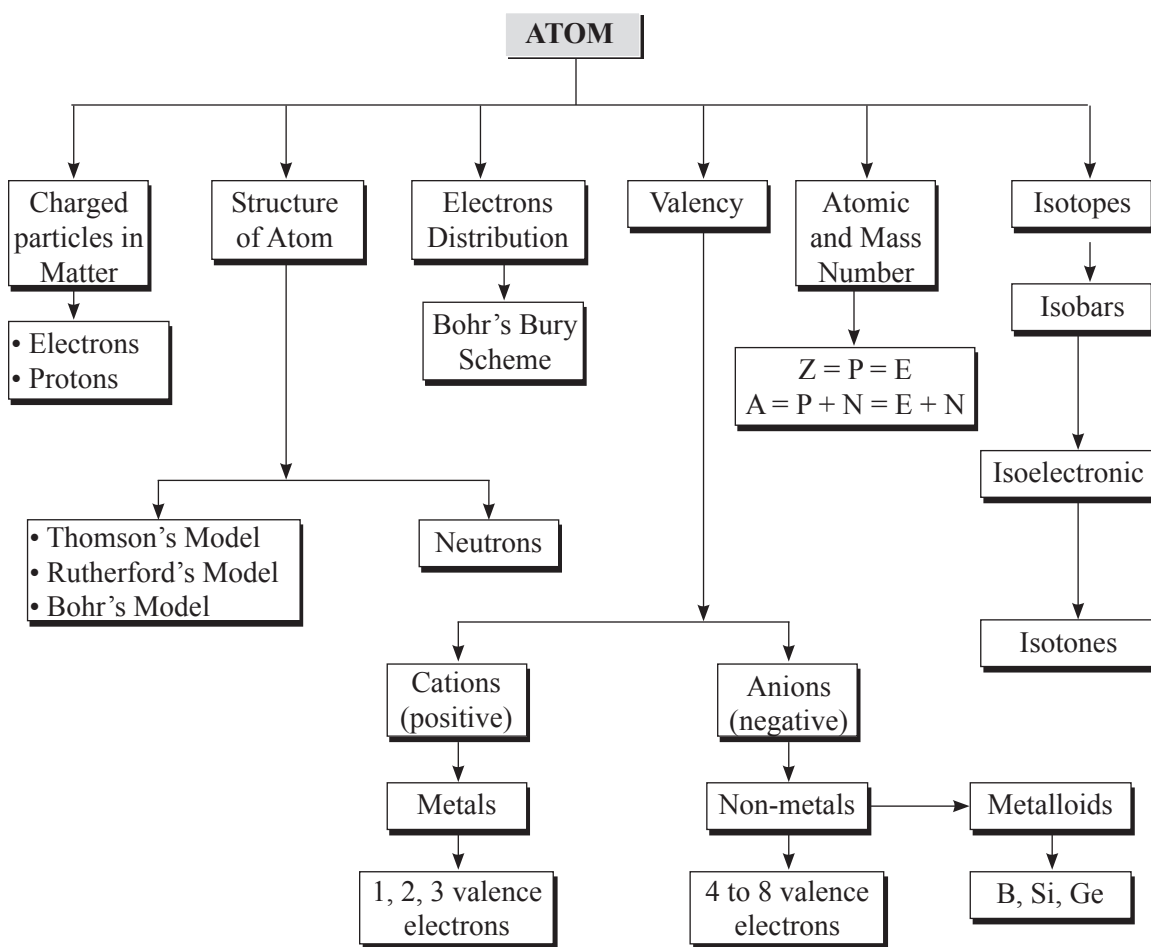 ATOM
Charged
particles in
Matter
Structure
of Atom
Electrons
Distribution
Valency
Atomic
and Mass
Number
Isotopes
• Electrons
• Protons
Bohr’s Bury
Scheme
Z = P = E
A = P + N = E + N
Isobars
Isoelectronic
Isotones
• Thomson’s Model
• Rutherford’s Model
• Bohr’s Model
Neutrons
Cations
(positive)
Anions
(negative)
Metals
Non-metals
Metalloids
1, 2, 3 valence
electrons
4 to 8 valence
electrons
B, Si, Ge